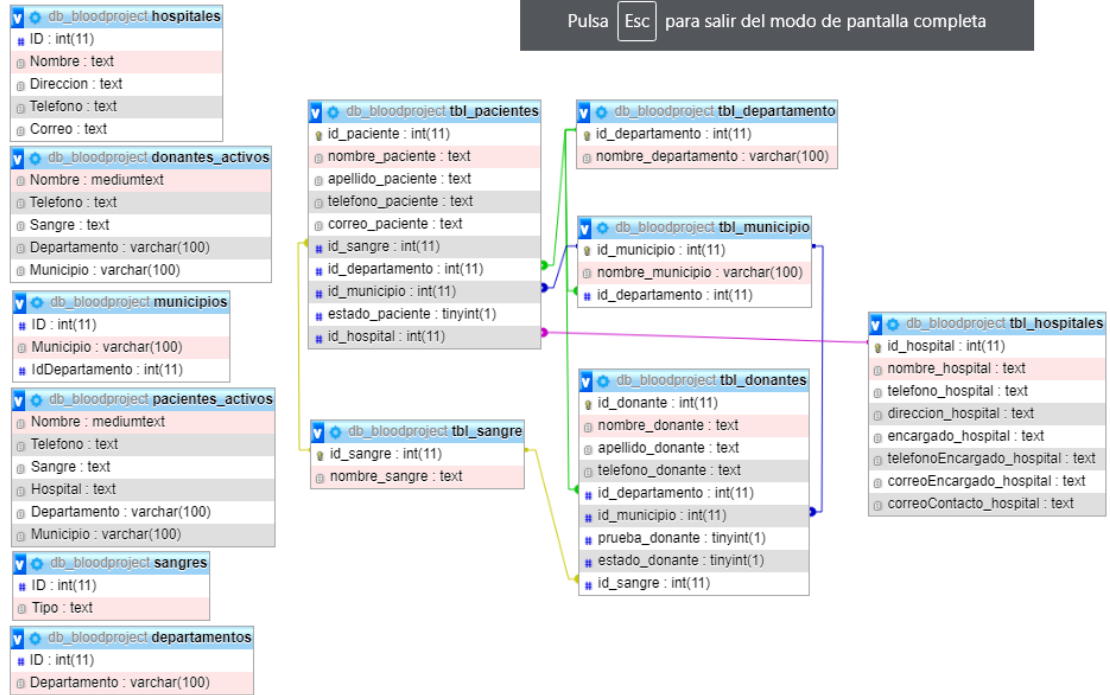 Pulsa Esc para salir del modo de pantalla completa
db_bloodproject hospitales
ID : int(11)
Nombre : text
Direccion : text
Telefono : text
Correo : text
db_bloodproject donantes_activos
Nombre : mediumtext
Telefono : text
Sangre : text
Departamento : varchar(100)
Municipio : varchar(100)
db_bloodproject municipios
ID : int(11)
Municipio : varchar(100)
IdDepartamento : int(11)
db_bloodproject pacientes_activos
Nombre : mediumtext
Telefono : text
Sangre : text
Hospital : text
Departamento : varchar(100)
Municipio : varchar(100)
db_bloodproject sangres
ID : int(11)
Tipo : text
db_bloodproject departamentos
ID : int(11)
Departamento : varchar(100)
db_bloodproject tbl_pacientes
id_paciente : int(11)
nombre_paciente : text
apellido_paciente : text
telefono_paciente : text
correo_paciente : text
id_sangre : int(11)
id_departamento : int(11)
id_municipio : int(11)
estado_paciente : tinyint(1)
id_hospital : int(11)
db_bloodproject tbl_sangre
id_sangre : int(11)
nombre_sangre : text
db_bloodproject tbl_departamento
id_departamento : int(11)
nombre_departamento : varchar(100)
db_bloodproject tbl_municipio
id_municipio : int(11)
nombre_municipio : varchar(100)
id_departamento : int(11)
db_bloodproject tbl_donantes
id_donante : int(11)
nombre_donante : text
apellido_donante : text
telefono_donante : text
id_departamento : int(11)
id_municipio : int(11)
prueba_donante : tinyint(1)
estado_donante : tinyint(1)
id_sangre : int(11)
db_bloodproject tbl_hospitales
id_hospital : int(11)
nombre_hospital : text
telefono_hospital : text
direccion_hospital : text
encargado_hospital : text
telefonoEncargado_hospital : text
correoEncargado_hospital : text
correoContacto_hospital : text